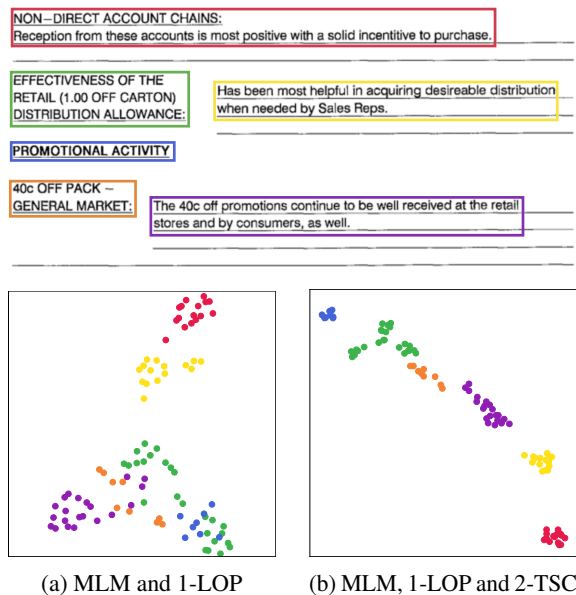 NON-DIRECT ACCOUNT CHAINS:
Reception from these accounts is most positive with a solid incentive to purchase.
EFFECTIVENESS OF THE
RETAIL (1.00 OFF CARTON)
DISTRIBUTION ALLOWANCE:
Has been most helpful in acquiring desireable distribution
when needed by Sales Reps.
PROMOTIONAL ACTIVITY
40c OFF PACK –
GENERAL MARKET:
The 40c off promotions continue to be well received at the retail
stores and by consumers, as well.
(a) MLM and 1-LOP
(b) MLM, 1-LOP and 2-TSC